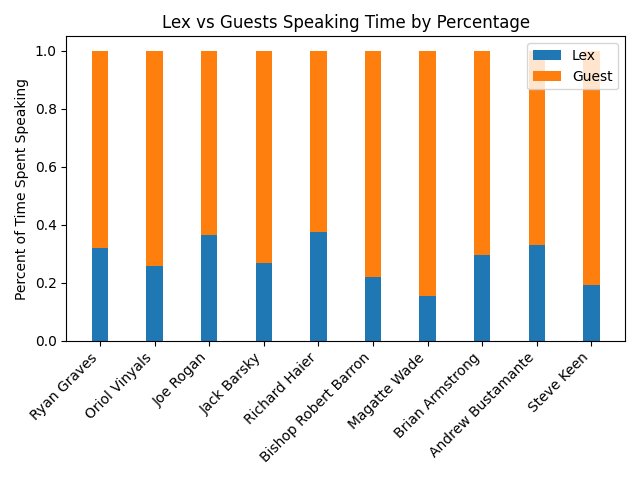 Lex vs Guests Speaking Time by Percentage
Percent of Time Spent Speaking
1.0
0.8
0.6
0.4
0.2
0.0
Lex
Guest
Ryan Graves
Oriol Vinyals
Joe Rogan
Jack Barsky
Richard Haier
Bishop Robert Barron
Magatte Wade
Brian Armstrong
Andrew Bustamante
Steve Keen